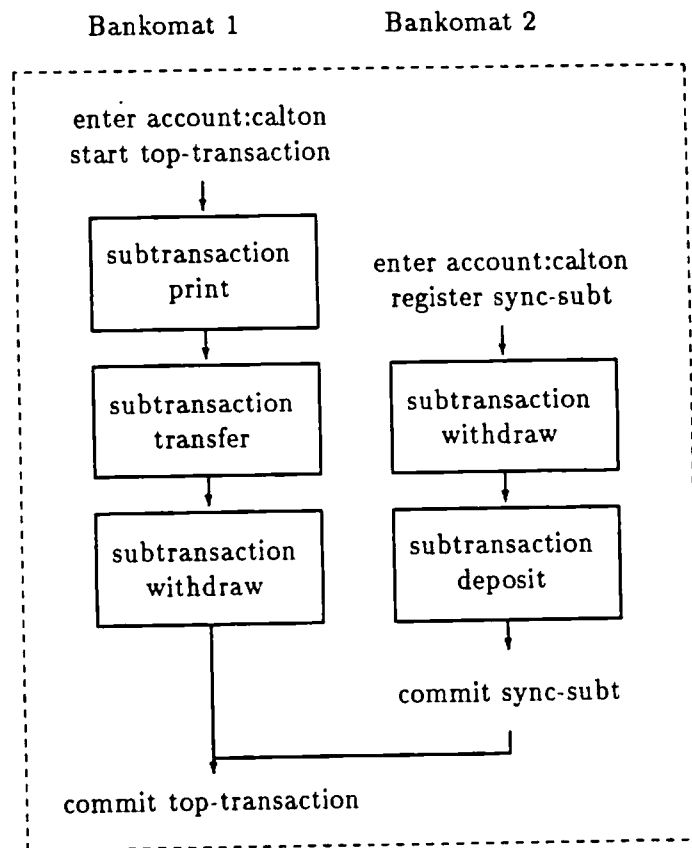 Bankomat 1
Bankomat 2
enter account:calton
start top-transaction
subtransaction
print
subtransaction
transfer
subtransaction
withdraw
enter account:calton
register sync-subt
subtransaction
withdraw
subtransaction
deposit
commit sync-subt
commit top-transaction